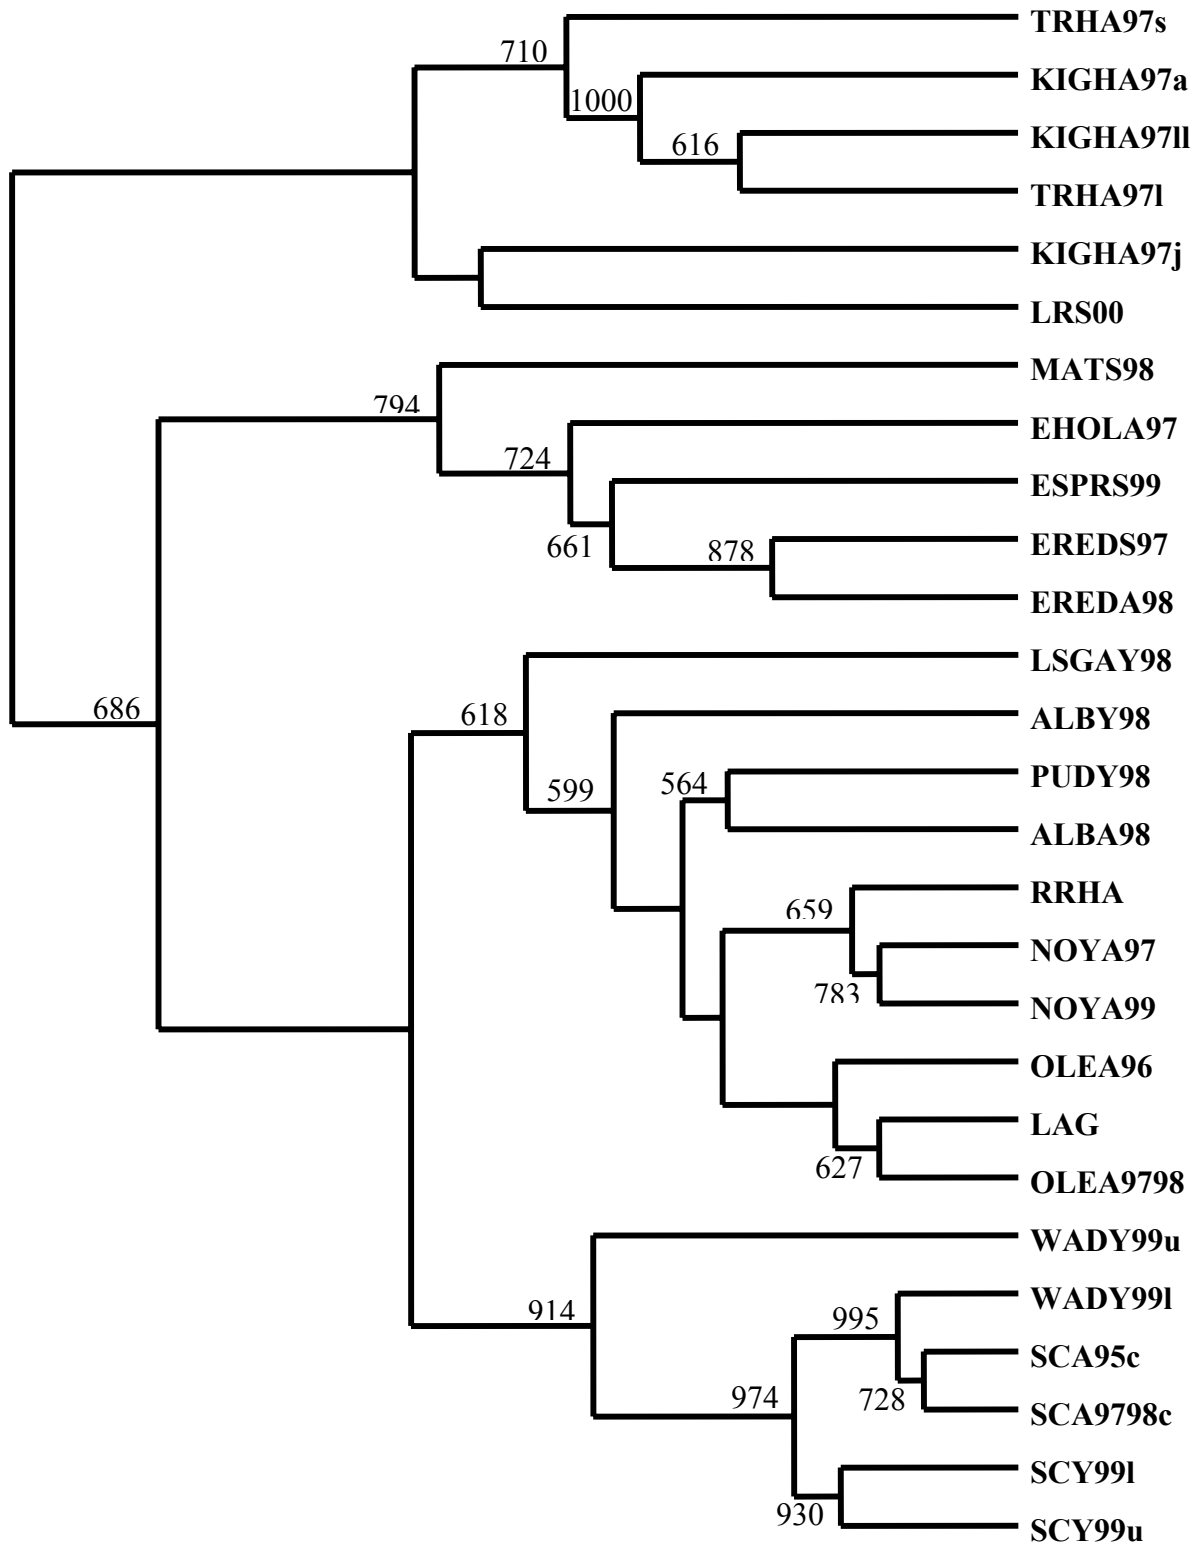 TRHA97s
710
KIGHA97a
1000
KIGHA97ll
616
TRHA97l
KIGHA97j
LRS00
MATS98
794
EHOLA97
724
ESPRS99
661
878
EREDS97
EREDA98
LSGAY98
686
618
ALBY98
599
564
PUDY98
ALBA98
RRHA
659
NOYA97
783
NOYA99
OLEA96
LAG
627
OLEA9798
WADY99u
914
WADY99l
995
SCA95c
974
728
SCA9798c
SCY99l
930
SCY99u